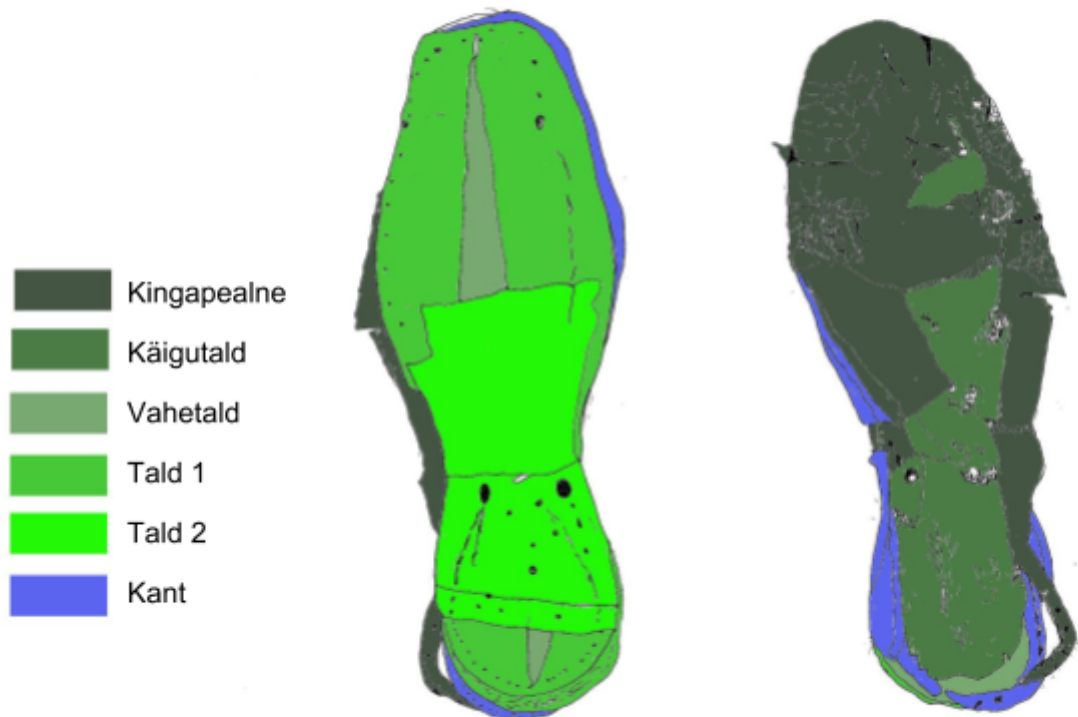 Kingapealne
Käigutald
Vahetald
Tald 1
Tald 2
Kant